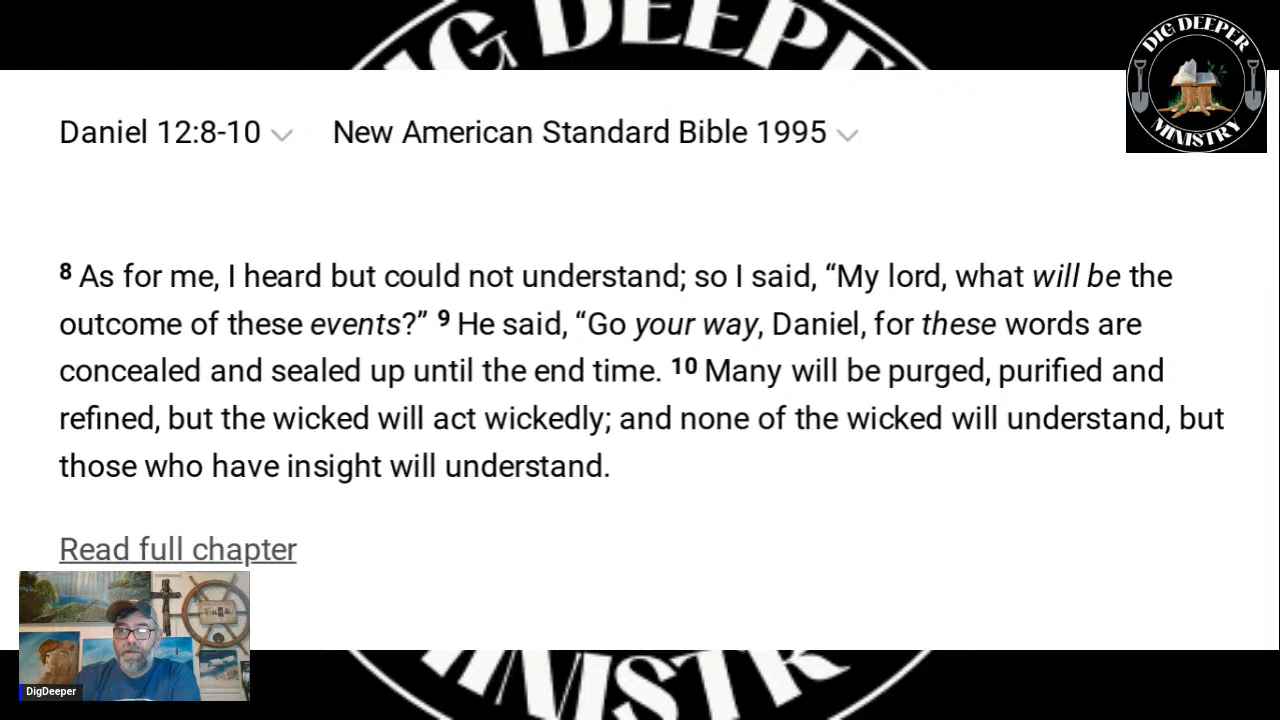 DIG DEEPER
DIG DEEPER
MINISTRY
Daniel 12:8-10 New American Standard Bible 1995
8 As for me, I heard but could not understand; so I said, “My lord, what will be the
outcome of these events?” 9 He said, “Go your way, Daniel, for these words are
concealed and sealed up until the end time. 10 Many will be purged, purified and
refined, but the wicked will act wickedly; and none of the wicked will understand, but
those who have insight will understand.
Read full chapter
DigDeeper
MINISTR